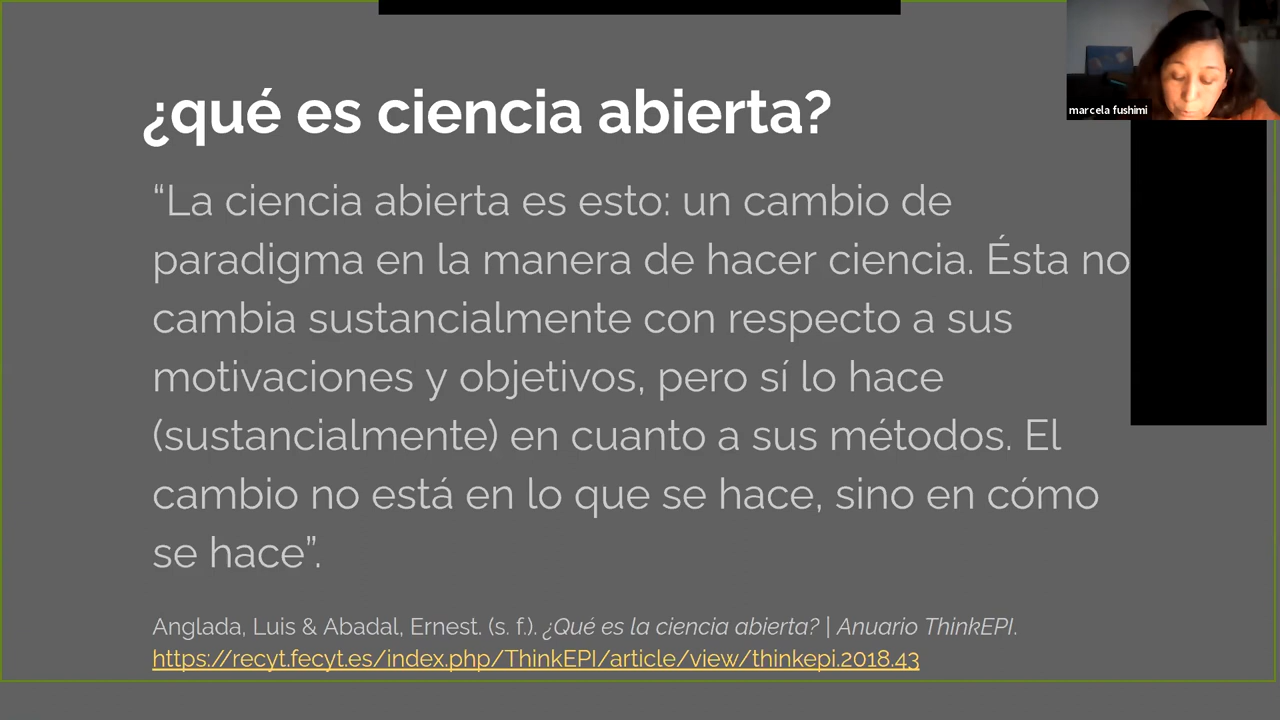 ¿qué es ciencia abierta?
marcela fushimi
“La ciencia abierta es esto: un cambio de
paradigma en la manera de hacer ciencia. Ésta no
cambia sustancialmente con respecto a sus
motivaciones y objetivos, pero sí lo hace
(sustancialmente) en cuanto a sus métodos. El
cambio no está en lo que se hace, sino en cómo
se hace”.
Anglada, Luis & Abadal, Ernest. (s. f.). ¿Qué es la ciencia abierta? | Anuario ThinkEPI.
https://recyt.fecyt.es/index.php/ThinkEPI/article/view/thinkepi.2018.43